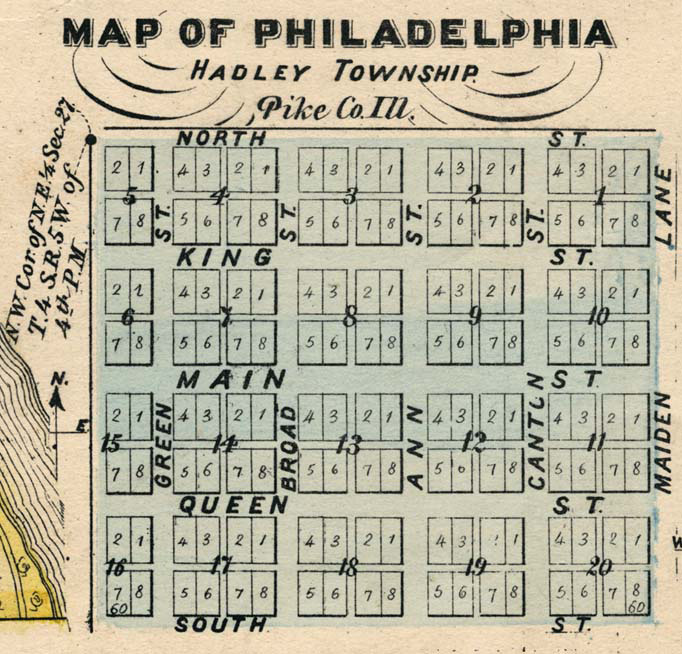 MAP OF PHILADELPHIA
HADLEY TOWNSHIP.
Pike Co. Ill.
N.W. Cor. of N.E. ¼ Sec. 27.
T. 4 S. R. 5 W. of
4th P. M.
NORTH ST.
2 1 4 3 2 1 4 3 2 1 4 3 2 1 4 3 2 1
5 4 3 2 1
7 8 5 6 7 8 5 6 7 8 5 6 7 8 5 6 7 8
ST. ST. ST. ST. LANE
KING ST.
2 1 4 3 2 1 4 3 2 1 4 3 2 1 4 3 2 1
6 7 8 9 10
7 8 5 6 7 8 5 6 7 8 5 6 7 8 5 6 7 8
N.
MAIN ST.
2 1 4 3 2 1 4 3 2 1 4 3 2 1 4 3 2 1
E.
15 14 13 12 11
7 8 5 6 7 8 5 6 7 8 5 6 7 8 5 6 7 8
GREEN BROAD ANN CANTON MAIDEN
QUEEN ST.
2 1 4 3 2 1 4 3 2 1 4 3 1 4 3 2 1
W
16 17 18 19 20
7 8 5 6 7 8 5 6 7 8 5 6 7 8 5 6 7 8
60 60
SOUTH ST.